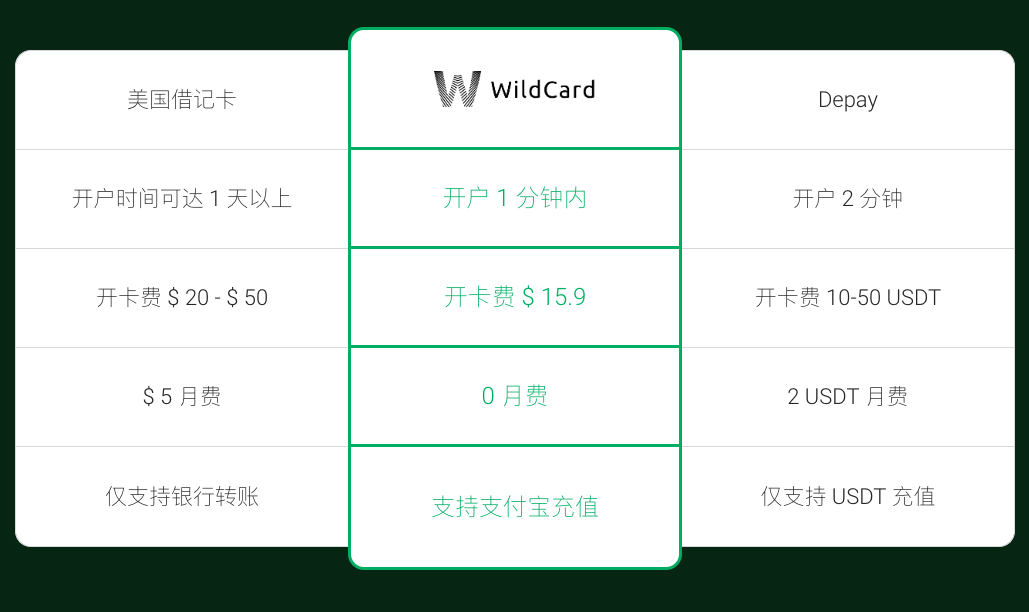 美国借记卡
WildCard
Depay
开户时间可达 1 天以上
开户 1 分钟内
开户 2 分钟
开卡费 $ 20 - $ 50
开卡费 $ 15.9
开卡费 10-50 USDT
$ 5 月费
0 月费
2 USDT 月费
仅支持银行转账
支持支付宝充值
仅支持 USDT 充值